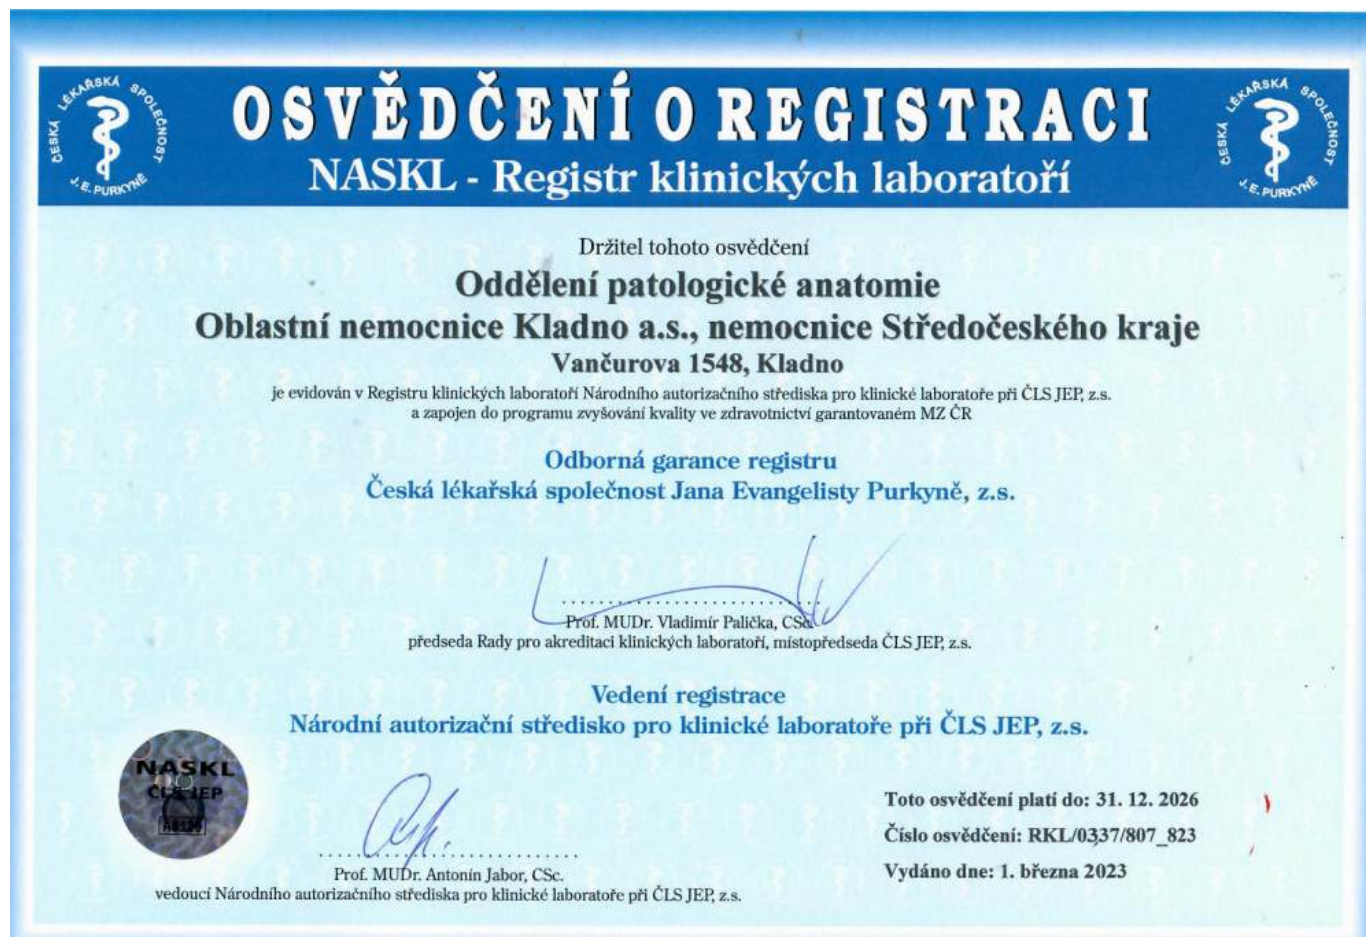 ČESKÁ LÉKAŘSKÁ SPOLEČNOST
J. E. PURKYNĚ
OSVĚDČENÍ O REGISTRACI
NASKL - Registr klinických laboratoří
ČESKÁ LÉKAŘSKÁ SPOLEČNOST
J. E. PURKYNĚ
Držitel tohoto osvědčení
Oddělení patologické anatomie
Oblastní nemocnice Kladno a.s., nemocnice Středočeského kraje
Vančurova 1548, Kladno
je evidován v Registru klinických laboratoří Národního autorizačního střediska pro klinické laboratoře při ČLS JEP, z.s.
a zapojen do programu zvyšování kvality ve zdravotnictví garantovaném MZ ČR
Odborná garance registru
Česká lékařská společnost Jana Evangelisty Purkyně, z.s.
Prof. MUDr. Vladimír Palička, CSc.
předseda Rady pro akreditaci klinických laboratoří, místopředseda ČLS JEP, z.s.
Vedení registrace
Národní autorizační středisko pro klinické laboratoře při ČLS JEP, z.s.
NASKL
ČLS JEP
Prof. MUDr. Antonín Jabor, CSc.
vedoucí Národního autorizačního střediska pro klinické laboratoře při ČLS JEP, z.s.
Toto osvědčení platí do: 31. 12. 2026
Číslo osvědčení: RKL/0337/807_823
Vydáno dne: 1. března 2023